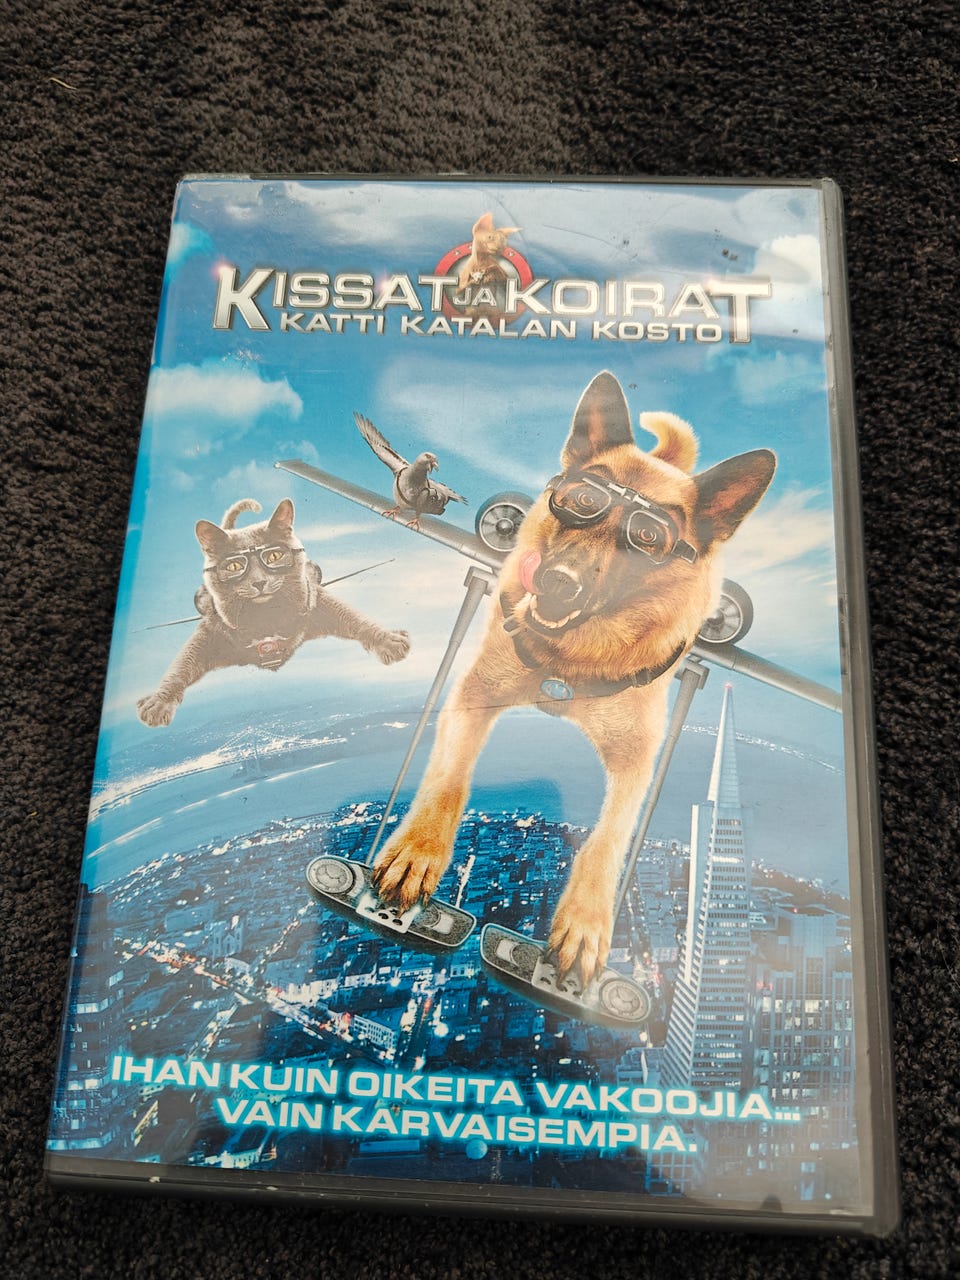 KISSAT JA KOIRAT
KATTI KATALAN KOSTO
IHAN KUIN OIKEITA VAKOOJIA...
VAIN KARVAISEMPIA.